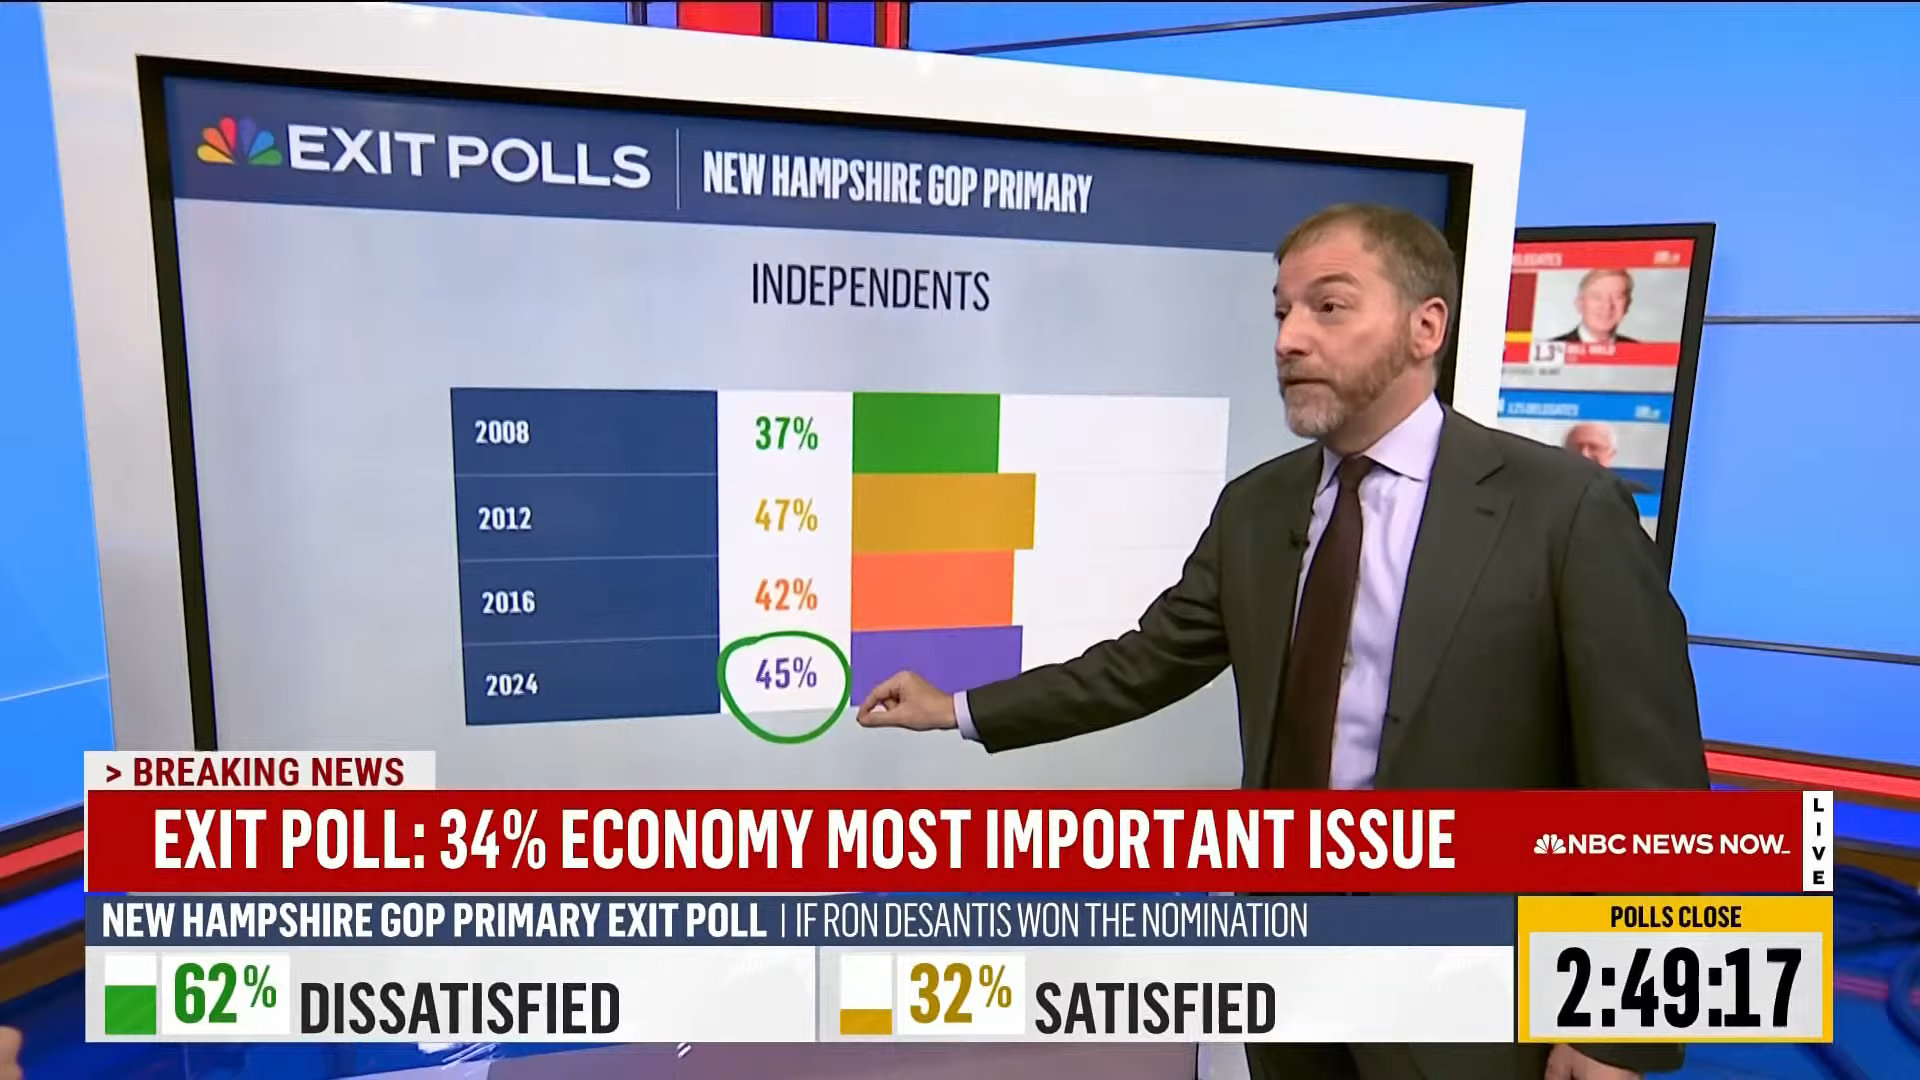 EXIT POLLS
NEW HAMPSHIRE GOP PRIMARY
INDEPENDENTS
2008 37%
2012 47%
2016 42%
2024 45%
1.3%
> BREAKING NEWS
EXIT POLL: 34% ECONOMY MOST IMPORTANT ISSUE
NBC NEWS NOW
LIVE
NEW HAMPSHIRE GOP PRIMARY EXIT POLL | IF RON DESANTIS WON THE NOMINATION
62% DISSATISFIED
32% SATISFIED
POLLS CLOSE
2:49:17